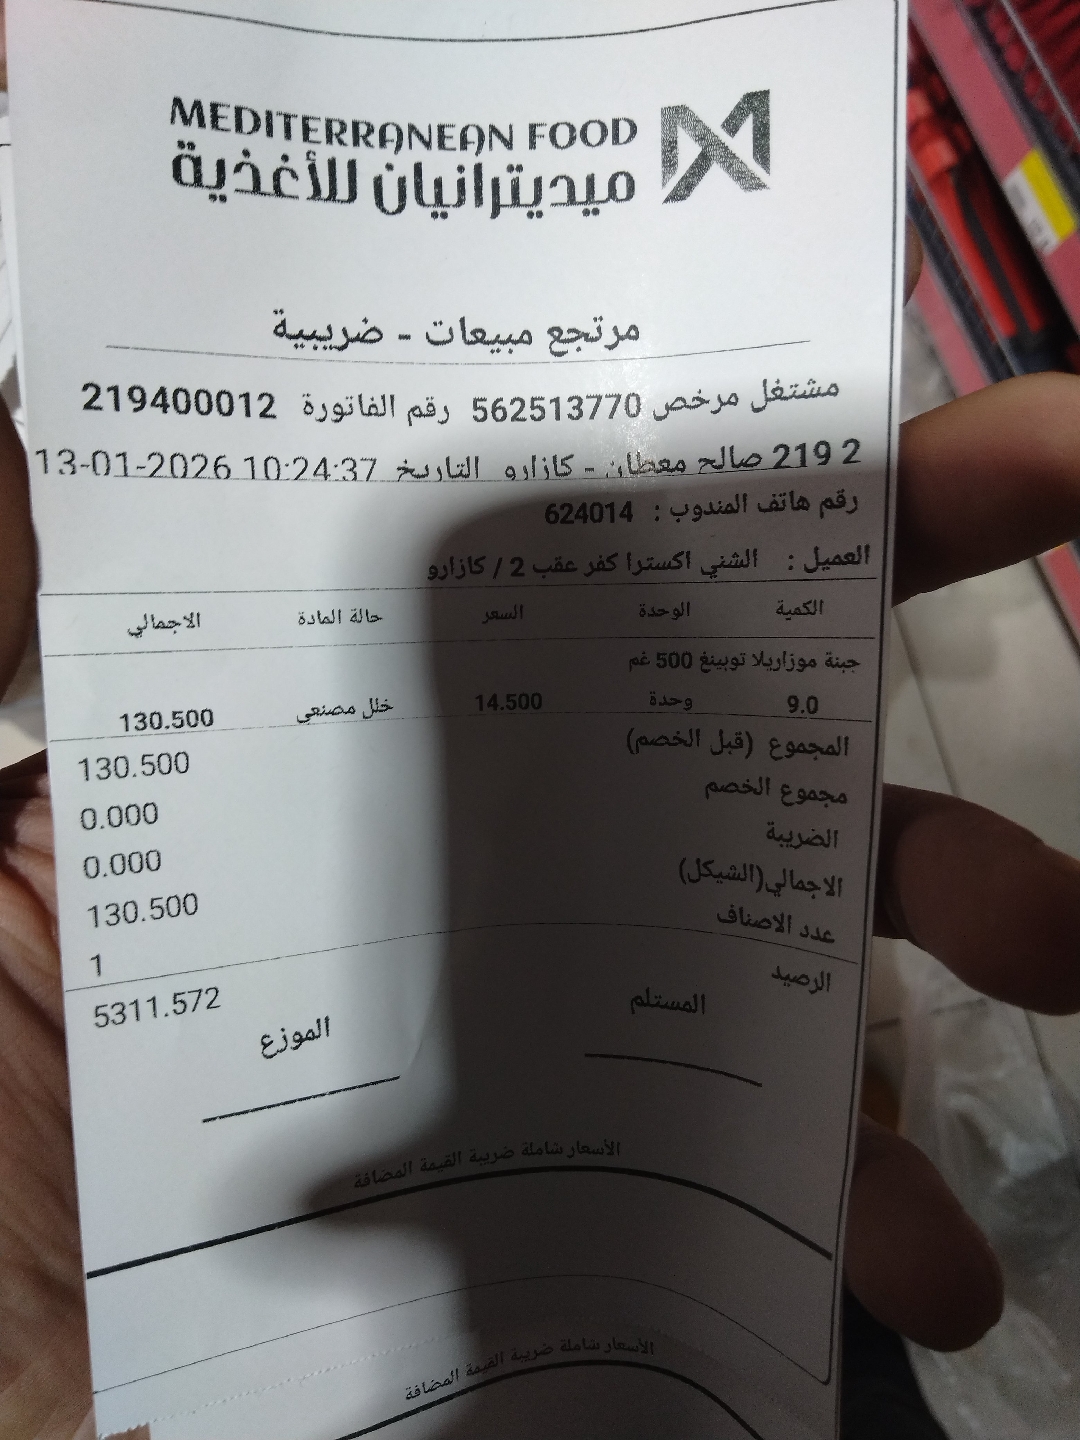 MEDITERRANEAN FOOD
ميديترانيان للأغذية
مرتجع مبيعات - ضريبية
مشتغل مرخص 562513770 رقم الفاتورة 219400012
2 219 صالح معطان - كازارو التاريخ 13-01-2026 10:24:37
رقم هاتف المندوب : 624014
العميل : الشني اكسترا كفر عقب 2 / كازارو
الكمية الوحدة السعر حالة المادة الاجمالي
جبنة موزاريلا توبينغ 500 غم
9.0 وحدة 14.500 خلل مصنعي 130.500
المجموع (قبل الخصم) 130.500
مجموع الخصم 0.000
الضريبة 0.000
الاجمالي(الشيكل) 130.500
عدد الاصناف 1
الرصيد 5311.572
المستلم الموزع
الأسعار شاملة ضريبة القيمة المضافة
الأسعار شاملة ضريبة القيمة المضافة